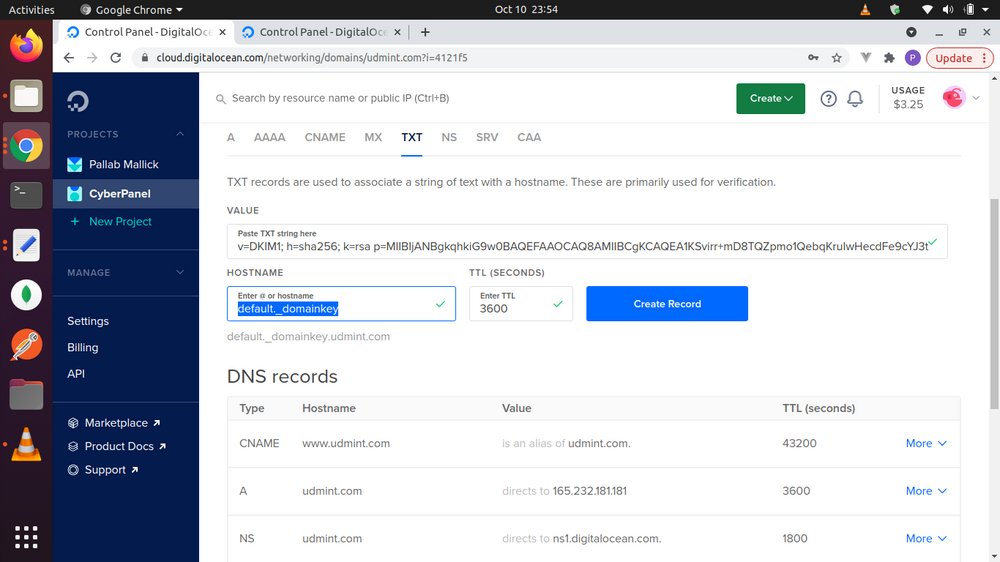 Activities Google Chrome Oct 10 23:54
Control Panel - DigitalOcean Control Panel - DigitalOce
cloud.digitalocean.com/networking/domains/udmint.com?i=4121f5 P Update
Search by resource name or public IP (Ctrl+B) Create USAGE
$3.25
PROJECTS
Pallab Mallick
CyberPanel
+ New Project
MANAGE
Settings
Billing
API
Marketplace
Product Docs
Support
A AAAA CNAME MX TXT NS SRV CAA
TXT records are used to associate a string of text with a hostname. These are primarily used for verification.
VALUE
Paste TXT string here
v=DKIM1; h=sha256; k=rsa p=MIIBIjANBgkqhkiG9w0BAQEFAAOCAQ8AMIIBCgKCAQEA1KSvirr+mD8TQZpmo1QebqKruIwHecdFe9cYJ3t
HOSTNAME TTL (SECONDS)
Enter @ or hostname Enter TTL
default._domainkey 3600 Create Record
default._domainkey.udmint.com
DNS records
Type Hostname Value TTL (seconds)
CNAME www.udmint.com is an alias of udmint.com. 43200 More
A udmint.com directs to 165.232.181.181 3600 More
NS udmint.com directs to ns1.digitalocean.com. 1800 More